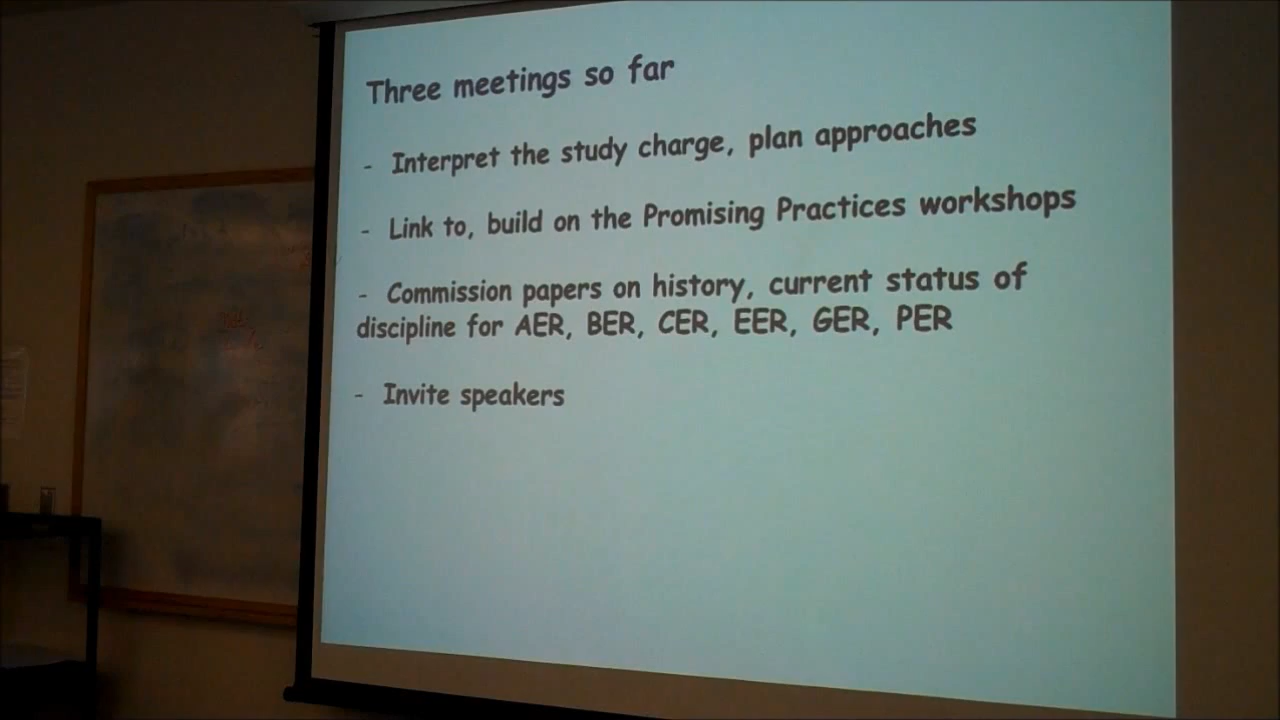 Three meetings so far
- Interpret the study charge, plan approaches
- Link to, build on the Promising Practices workshops
- Commission papers on history, current status of
discipline for AER, BER, CER, EER, GER, PER
- Invite speakers